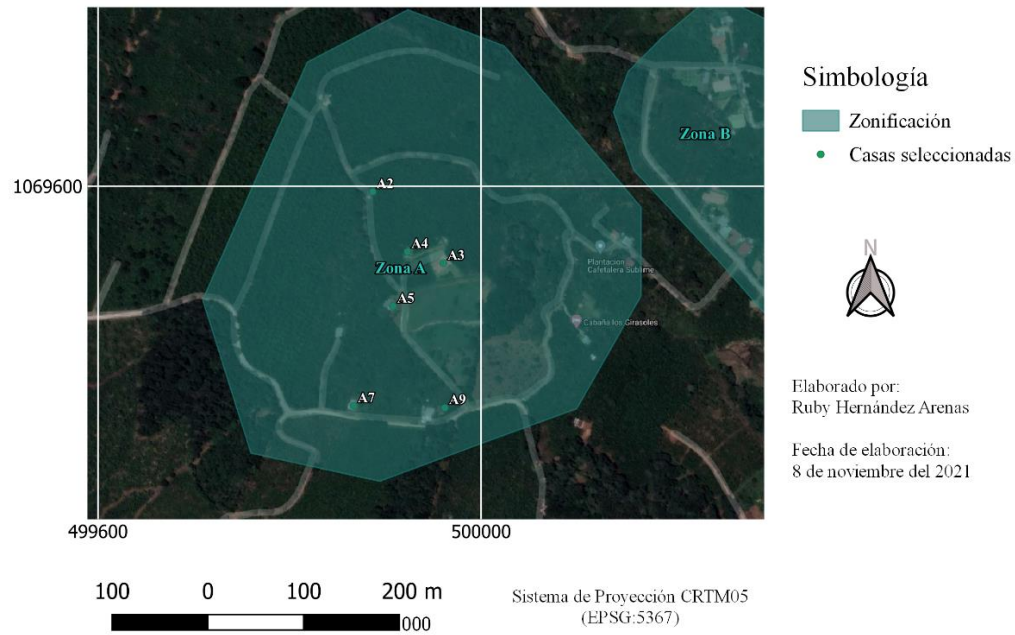 Simbología
Zonificación
Casas seleccionadas
Zona B
1069600
A2
A4
A3
Zona A
Plantacion
Cafetalera Sublime
A5
Cabaña los Girasoles
A7
A9
499600
500000
N
Elaborado por:
Ruby Hernández Arenas
Fecha de elaboración:
8 de noviembre del 2021
100 0 100 200 m
000
Sistema de Proyección CRTM05
(EPSG:5367)